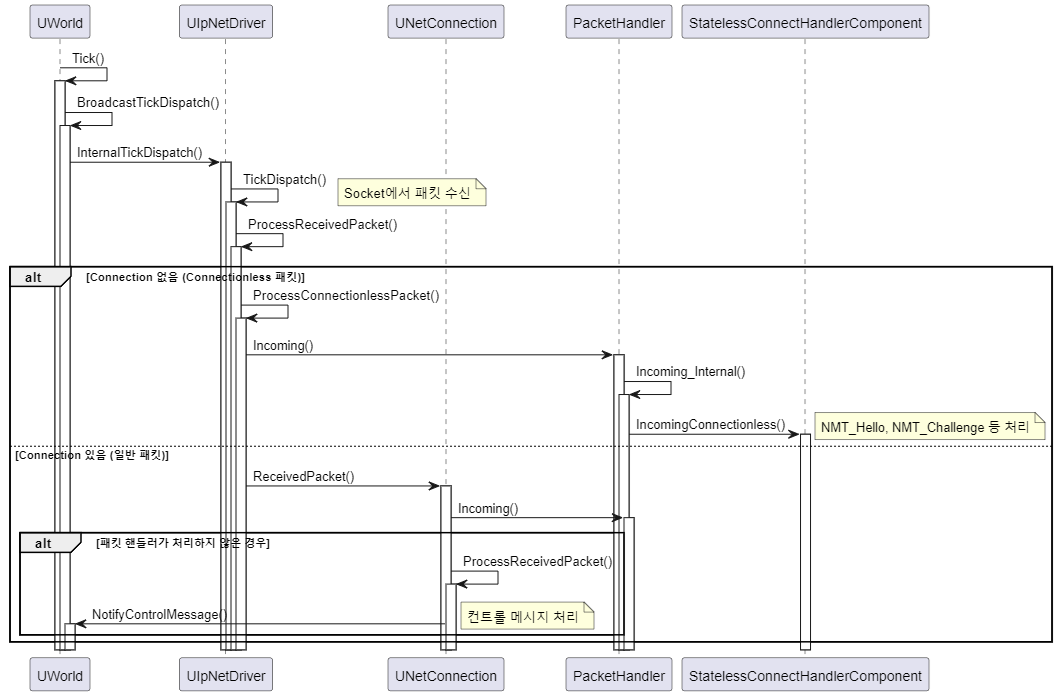 UWorld
UIpNetDriver
UNetConnection
PacketHandler
StatelessConnectHandlerComponent
Tick()
BroadcastTickDispatch()
InternalTickDispatch()
TickDispatch()
Socket에서 패킷 수신
ProcessReceivedPacket()
alt
[Connection 없음 (Connectionless 패킷)]
ProcessConnectionlessPacket()
Incoming()
Incoming_Internal()
IncomingConnectionless()
NMT_Hello, NMT_Challenge 등 처리
[Connection 있음 (일반 패킷)]
ReceivedPacket()
Incoming()
alt
[패킷 핸들러가 처리하지 않은 경우]
ProcessReceivedPacket()
NotifyControlMessage()
컨트롤 메시지 처리
UWorld
UIpNetDriver
UNetConnection
PacketHandler
StatelessConnectHandlerComponent